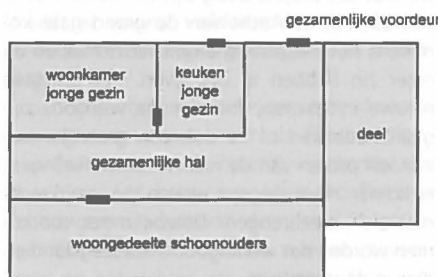 gezamenlijke voordeur
woonkamer
jonge gezin
keuken
jonge
gezin
deel
gezamenlijke hal
woongedeelte schoonouders